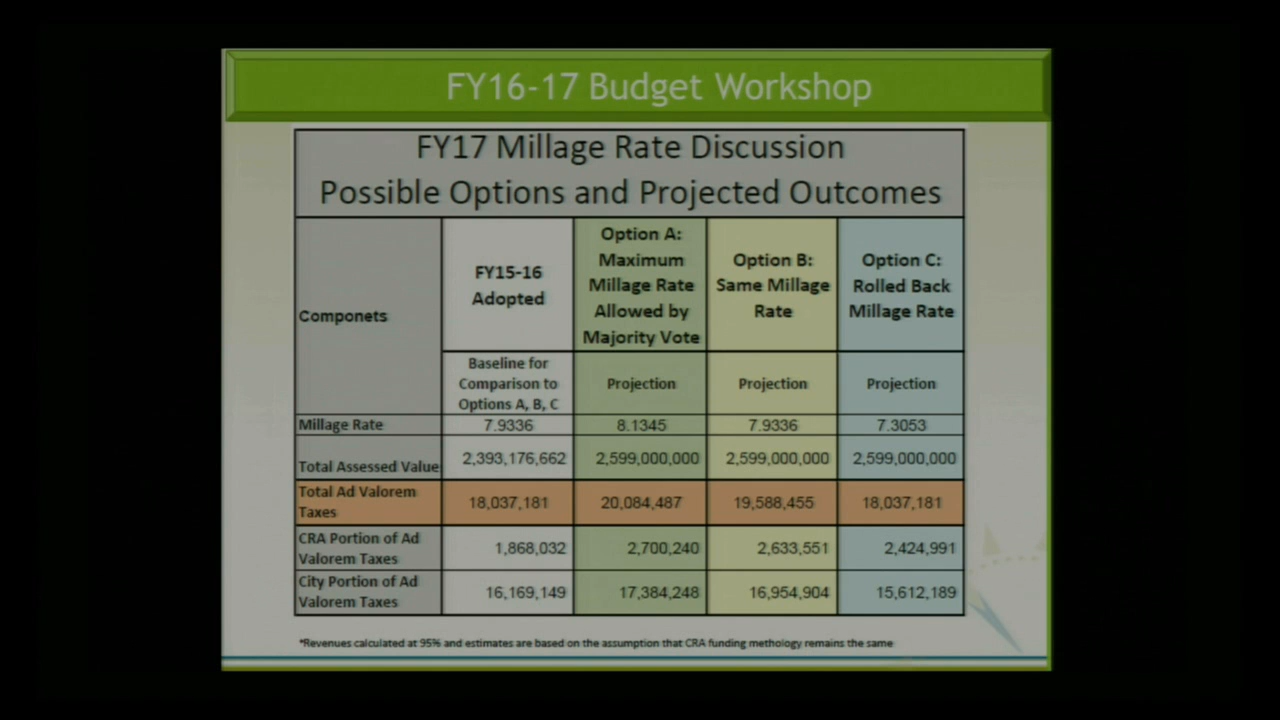 FY16-17 Budget Workshop
FY17 Millage Rate Discussion
Possible Options and Projected Outcomes
Componets
FY15-16
Adopted
Option A:
Maximum
Millage Rate
Allowed by
Majority Vote
Option B:
Same Millage
Rate
Option C:
Rolled Back
Millage Rate
Baseline for
Comparison to
Options A, B, C
Projection
Projection
Projection
Millage Rate 7.9336 8.1345 7.9336 7.3053
Total Assessed Value 2,393,176,662 2,599,000,000 2,599,000,000 2,599,000,000
Total Ad Valorem
Taxes
18,037,181 20,084,487 19,588,455 18,037,181
CRA Portion of Ad
Valorem Taxes
1,868,032 2,700,240 2,633,551 2,424,991
City Portion of Ad
Valorem Taxes
16,169,149 17,384,248 16,954,904 15,612,189
*Revenues calculated at 95% and estimates are based on the assumption that CRA funding methology remains the same